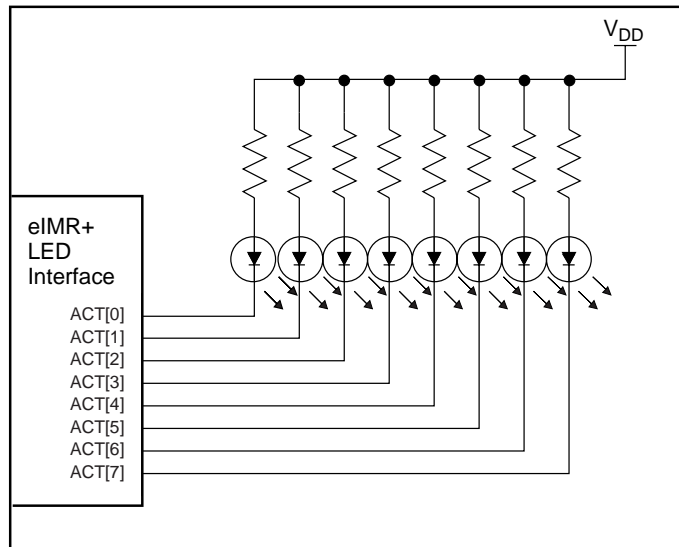 VDD
eIMR+
LED
Interface
ACT[0]
ACT[1]
ACT[2]
ACT[3]
ACT[4]
ACT[5]
ACT[6]
ACT[7]